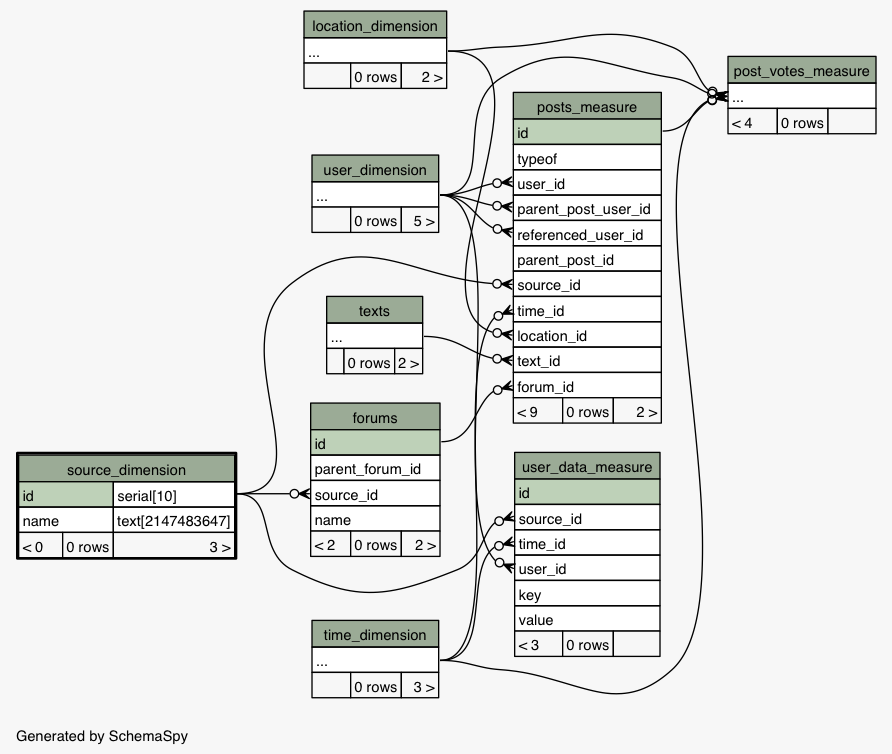 location_dimension
...
0 rows 2 >
post_votes_measure
...
< 4 0 rows
posts_measure
id
typeof
user_id
parent_post_user_id
referenced_user_id
parent_post_id
source_id
time_id
location_id
text_id
forum_id
< 9 0 rows 2 >
user_dimension
...
0 rows 5 >
texts
...
0 rows 2 >
forums
id
parent_forum_id
source_id
name
< 2 0 rows 2 >
source_dimension
id serial[10]
name text[2147483647]
< 0 0 rows 3 >
user_data_measure
id
source_id
time_id
user_id
key
value
< 3 0 rows
time_dimension
...
0 rows 3 >
Generated by SchemaSpy